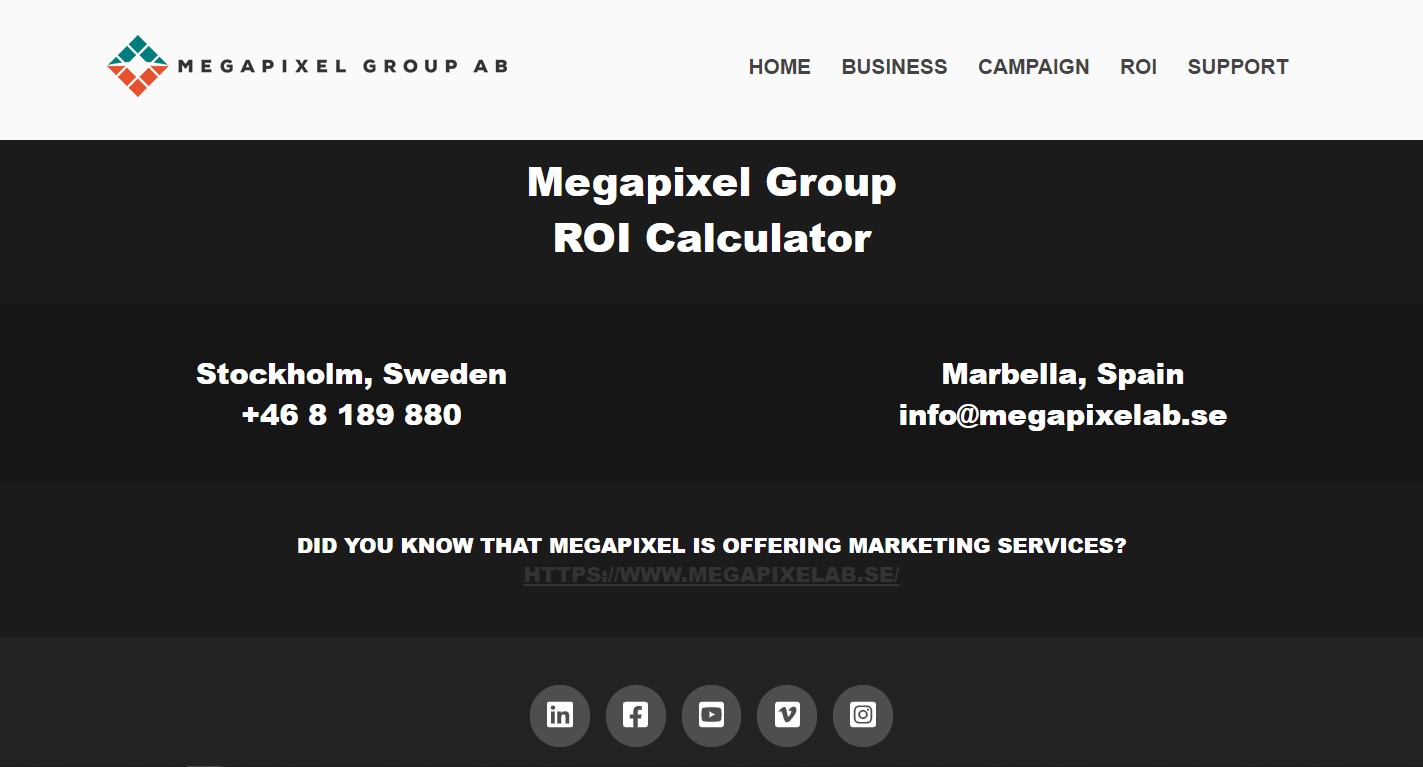 MEGAPIXEL GROUP AB
HOME BUSINESS CAMPAIGN ROI SUPPORT
Megapixel Group
ROI Calculator
Stockholm, Sweden
+46 8 189 880
Marbella, Spain
info@megapixelab.se
DID YOU KNOW THAT MEGAPIXEL IS OFFERING MARKETING SERVICES?
HTTPS://WWW.MEGAPIXELAB.SE/